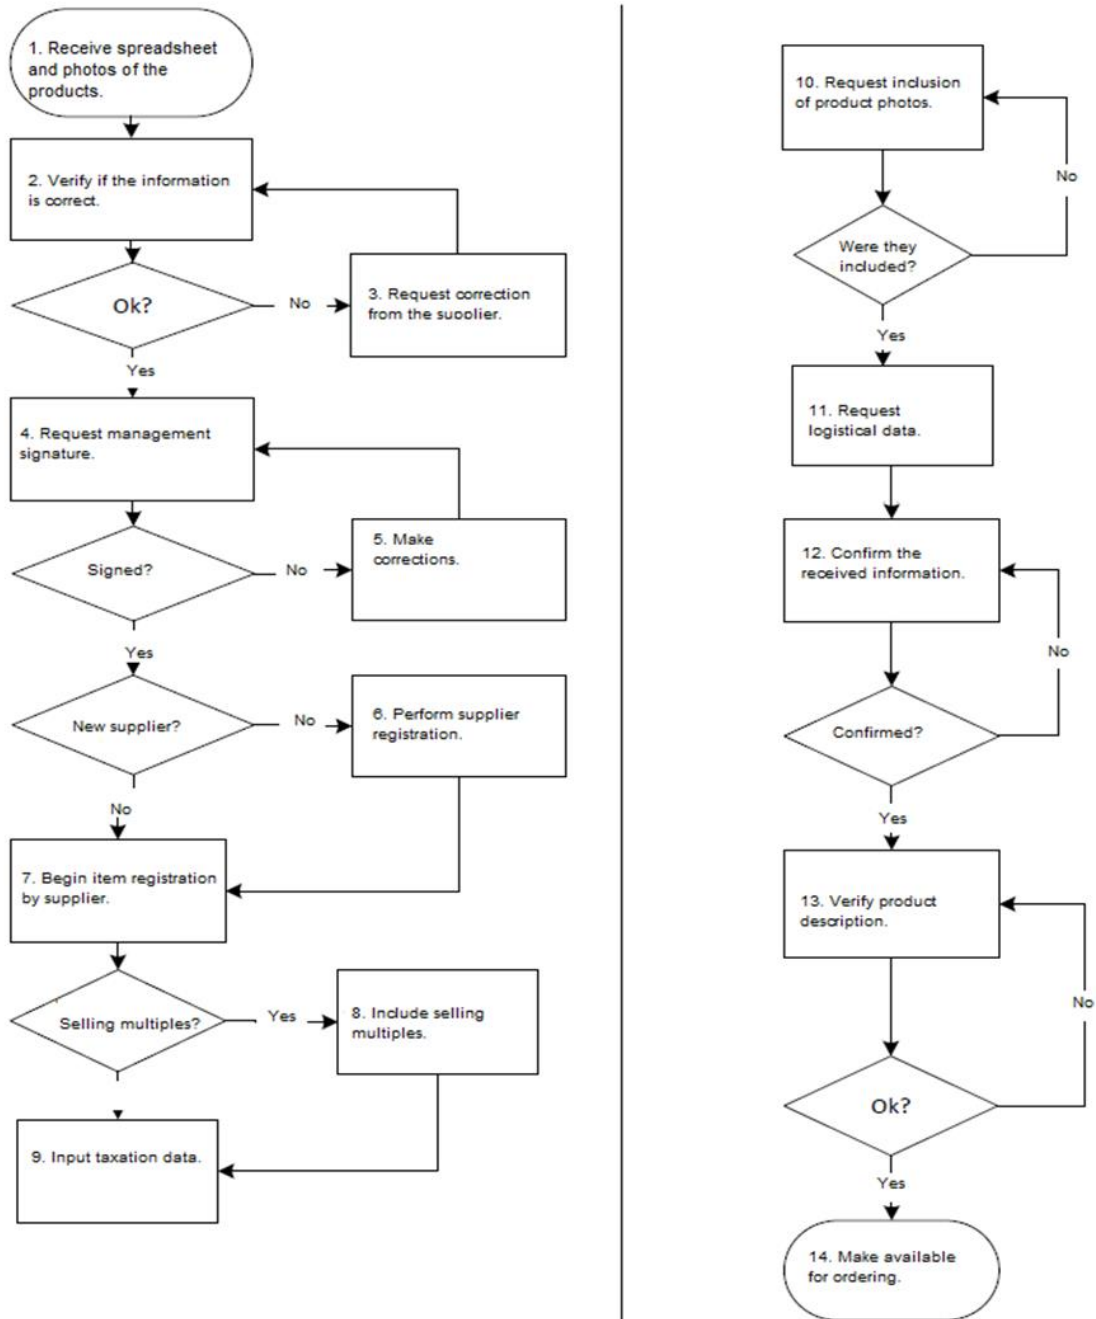 1. Receive spreadsheet
and photos of the
products.
2. Verify if the information
is correct.
Ok?
No
3. Request correction
from the supplier.
Yes
4. Request management
signature.
Signed?
No
5. Make
corrections.
Yes
New supplier?
No
6. Perform supplier
registration.
No
7. Begin item registration
by supplier.
Selling multiples?
Yes
8. Include selling
multiples.
9. Input taxation data.
10. Request inclusion
of product photos.
No
Were they
included?
Yes
11. Request
logistical data.
12. Confirm the
received information.
No
Confirmed?
Yes
13. Verify product
description.
No
Ok?
Yes
14. Make available
for ordering.